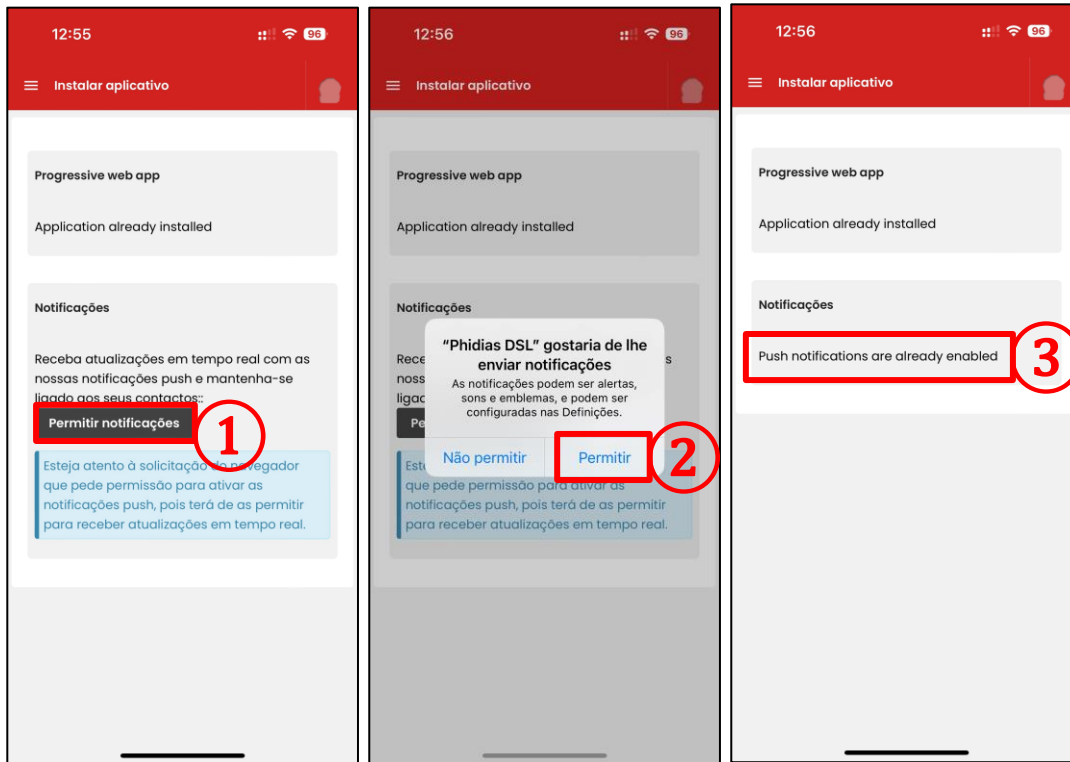 12:55
96
Instalar aplicativo
Progressive web app
Application already installed
Notificações
Receba atualizações em tempo real com as
nossas notificações push e mantenha-se
ligado aos seus contactos::
Permitir notificações
1
Esteja atento à solicitação do navegador
que pede permissão para ativar as
notificações push, pois terá de as permitir
para receber atualizações em tempo real.
12:56
96
Instalar aplicativo
Progressive web app
Application already installed
Notificações
"Phidias DSL" gostaria de lhe
enviar notificações
As notificações podem ser alertas,
sons e emblemas, e podem ser
configuradas nas Definições.
Não permitir
Permitir
2
que pede permissão para ativar as
notificações push, pois terá de as permitir
para receber atualizações em tempo real.
12:56
96
Instalar aplicativo
Progressive web app
Application already installed
Notificações
Push notifications are already enabled
3